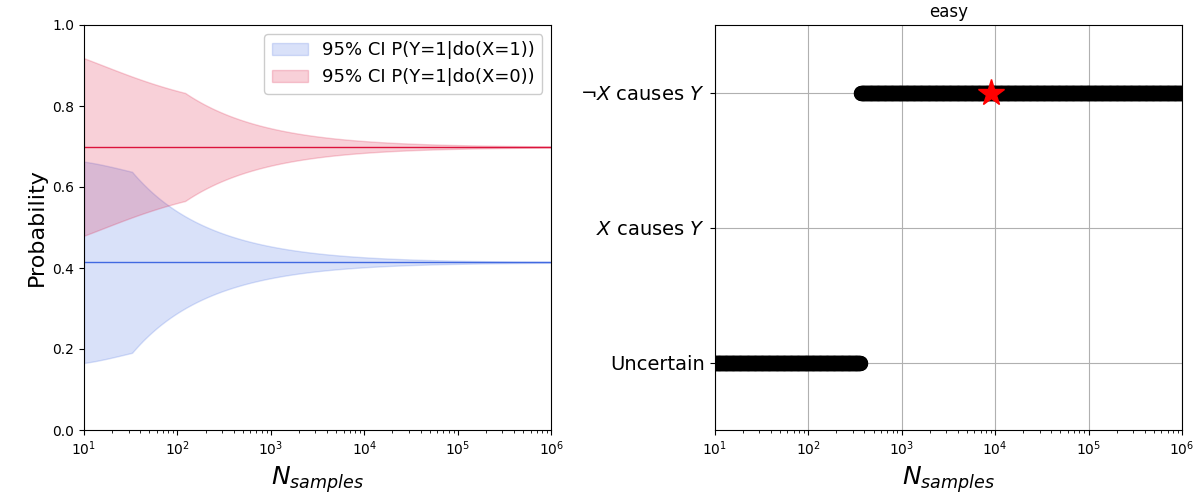 1.0
0.8
0.6
0.4
0.2
0.0
Probability
95% CI P(Y=1|do(X=1))
95% CI P(Y=1|do(X=0))
10¹ 10² 10³ 10⁴ 10⁵ 10⁶
N_samples
easy
¬X causes Y
X causes Y
Uncertain
10¹ 10² 10³ 10⁴ 10⁵ 10⁶
N_samples